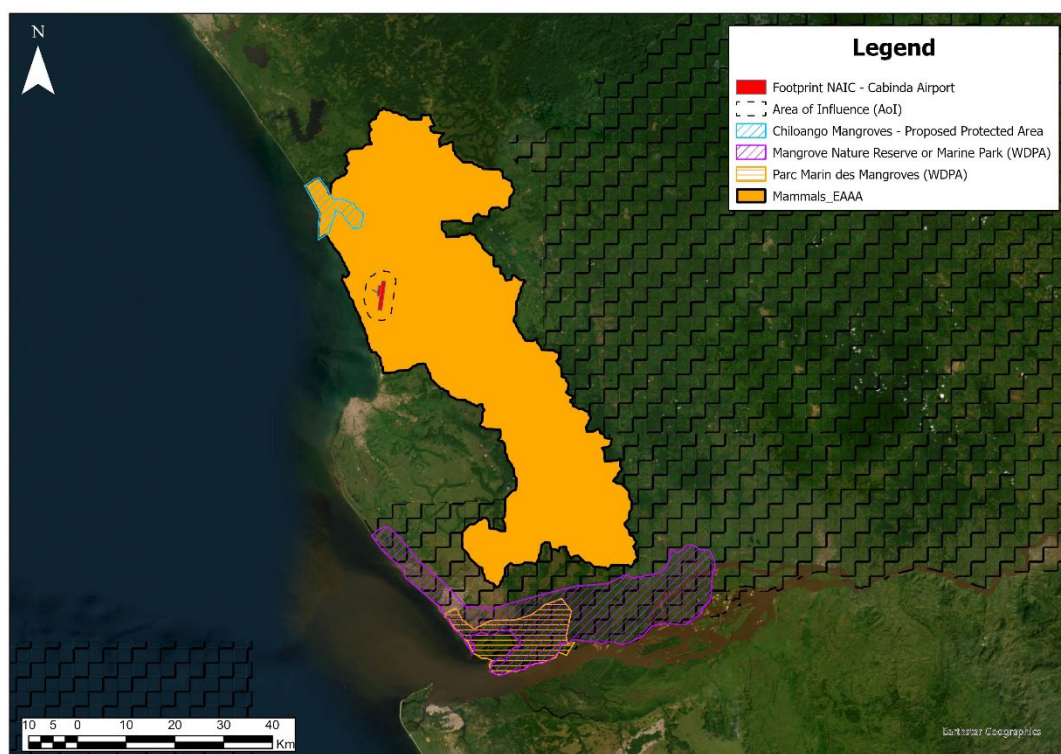 N
Legend
Footprint NAIC - Cabinda Airport
Area of Influence (AoI)
Chiloango Mangroves - Proposed Protected Area
Mangrove Nature Reserve or Marine Park (WDPA)
Parc Marin des Mangroves (WDPA)
Mammals_EAAA
10 5 0 10 20 30 40
Km
Earthstar Geographics